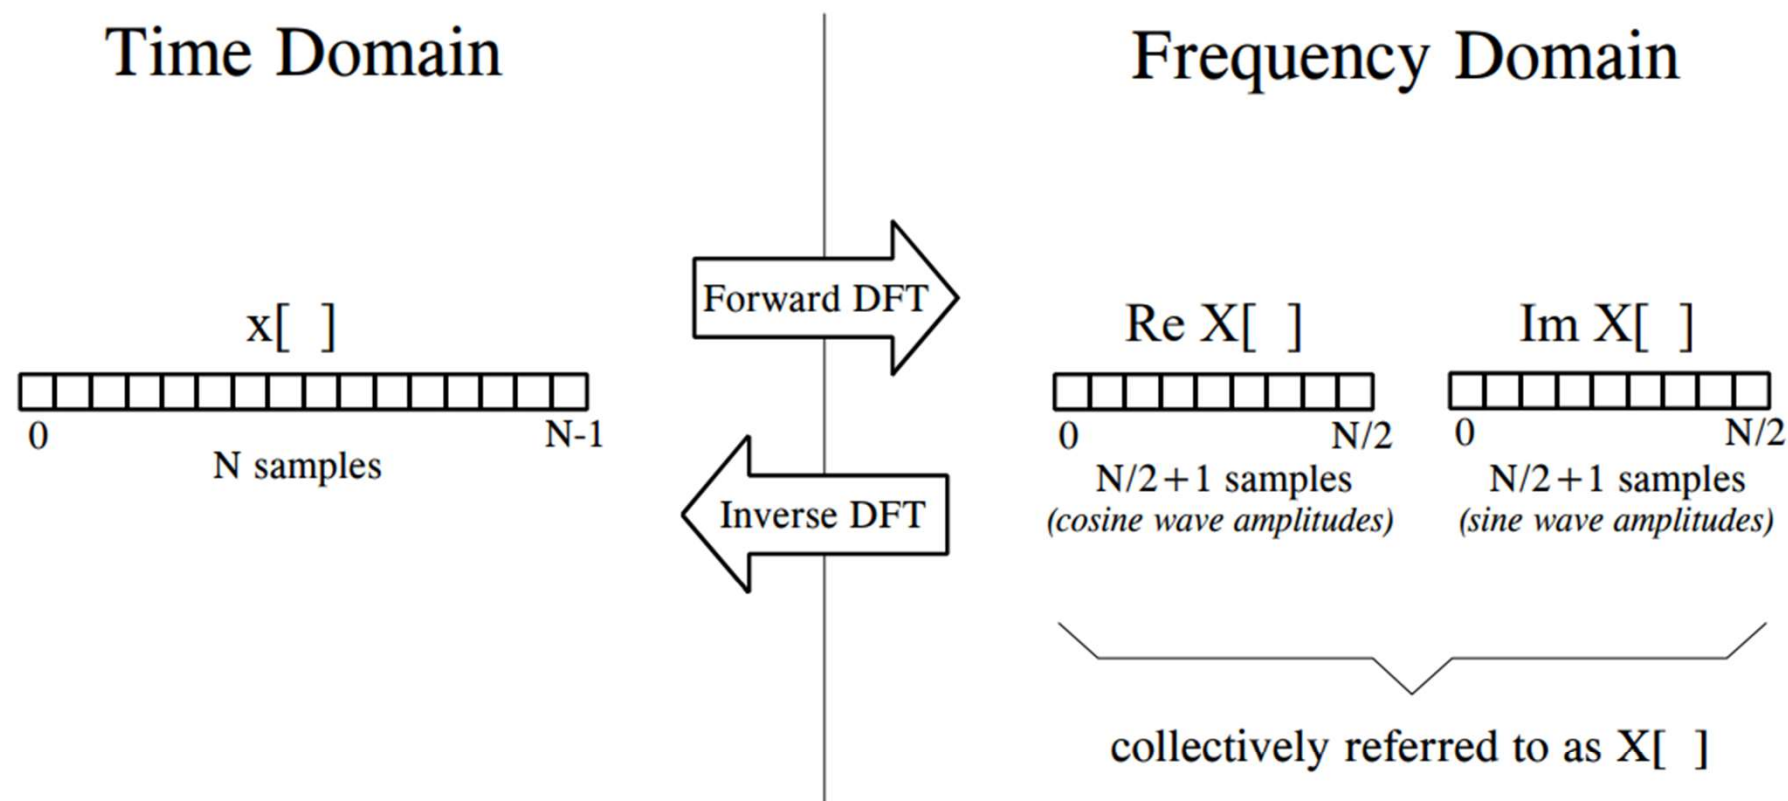 Time Domain
Frequency Domain
Forward DFT
x[ ]
Re X[ ]
Im X[ ]
0
N-1
N samples
0
N/2
0
N/2
N/2+1 samples
(cosine wave amplitudes)
N/2+1 samples
(sine wave amplitudes)
Inverse DFT
collectively referred to as X[ ]